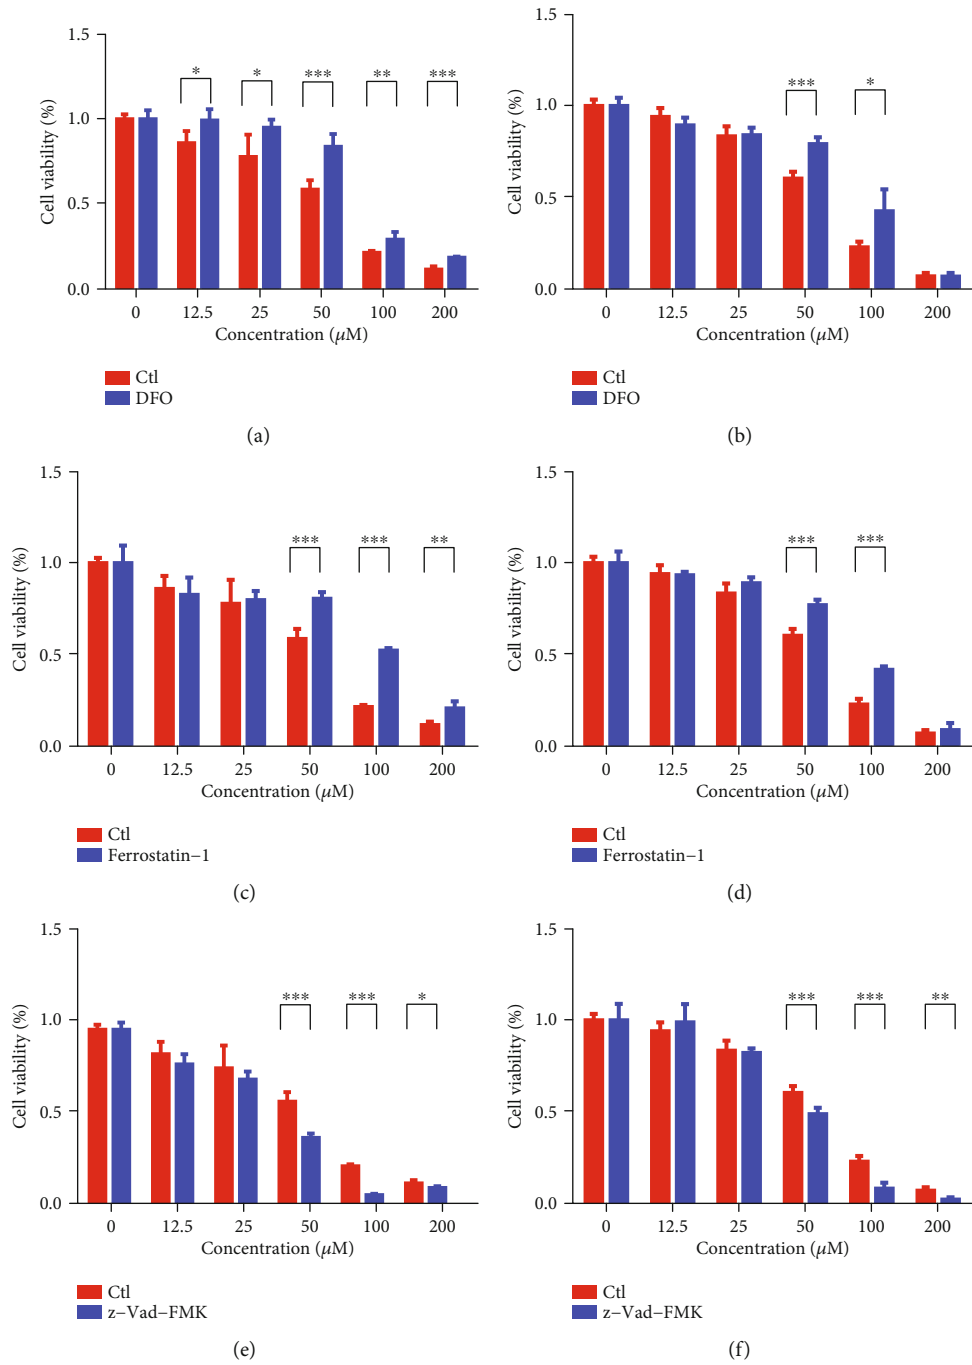 1.5
1.0
0.5
0.0
Cell viability (%)
* * *** ** ***
0 12.5 25 50 100 200
Concentration (μM)
Ctl
DFO
(a)
1.5
1.0
0.5
0.0
Cell viability (%)
*** *
0 12.5 25 50 100 200
Concentration (μM)
Ctl
DFO
(b)
1.5
1.0
0.5
0.0
Cell viability (%)
*** *** **
0 12.5 25 50 100 200
Concentration (μM)
Ctl
Ferrostatin−1
(c)
1.5
1.0
0.5
0.0
Cell viability (%)
*** ***
0 12.5 25 50 100 200
Concentration (μM)
Ctl
Ferrostatin−1
(d)
1.5
1.0
0.5
0.0
Cell viability (%)
*** *** *
0 12.5 25 50 100 200
Concentration (μM)
Ctl
z−Vad−FMK
(e)
1.5
1.0
0.5
0.0
Cell viability (%)
*** *** **
0 12.5 25 50 100 200
Concentration (μM)
Ctl
z−Vad−FMK
(f)